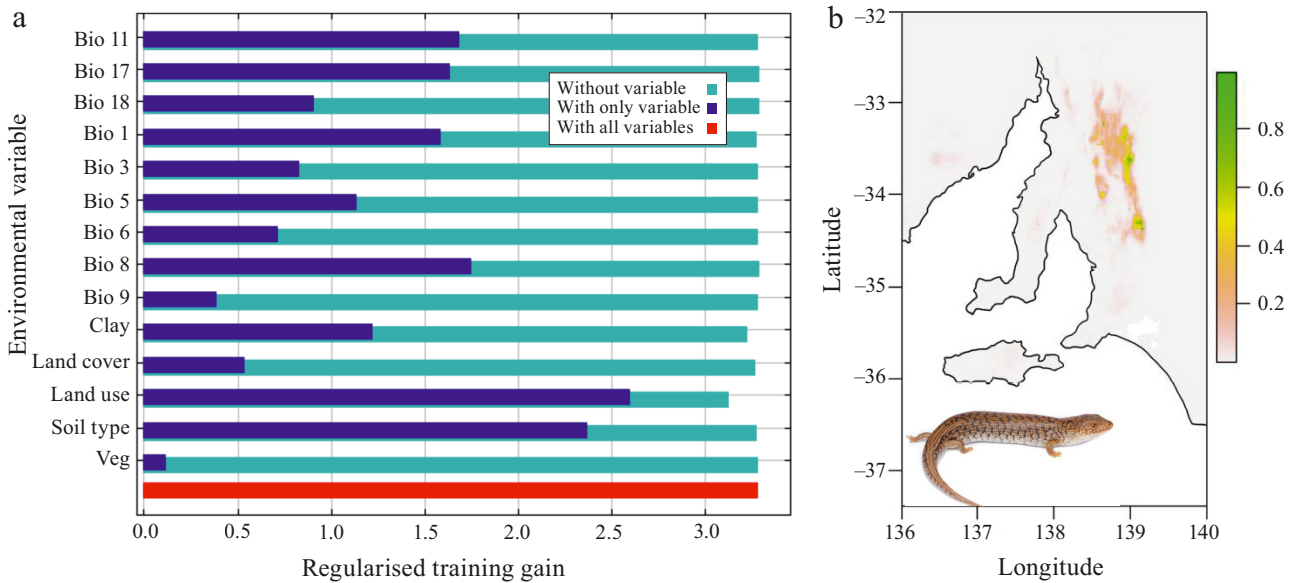 a
Environmental variable
Bio 11
Bio 17
Bio 18
Bio 1
Bio 3
Bio 5
Bio 6
Bio 8
Bio 9
Clay
Land cover
Land use
Soil type
Veg
Without variable
With only variable
With all variables
0.0 0.5 1.0 1.5 2.0 2.5 3.0
Regularised training gain
b
Latitude
−32
−33
−34
−35
−36
−37
136 137 138 139 140
Longitude
0.8
0.6
0.4
0.2